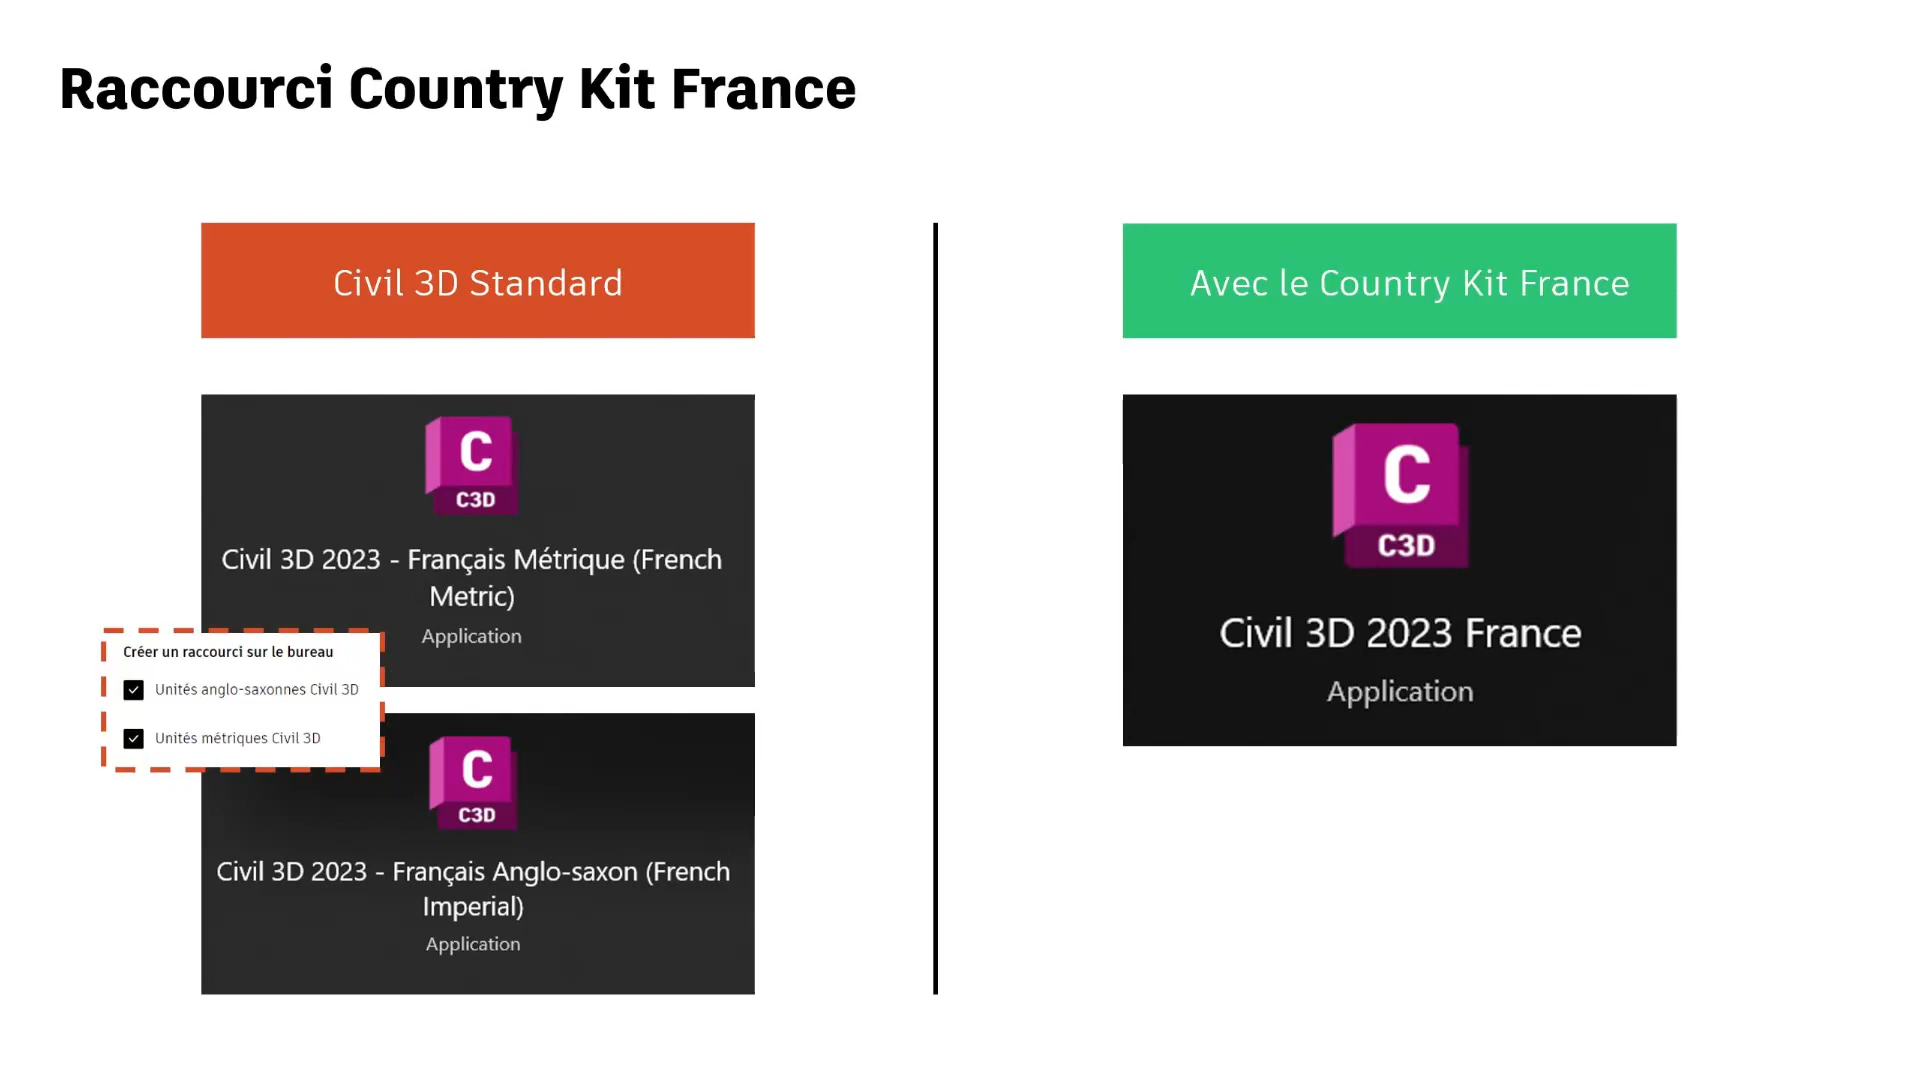 Raccourci Country Kit France
Civil 3D Standard
C
C3D
Civil 3D 2023 - Français Métrique (French
Metric)
Application
Créer un raccourci sur le bureau
Unités anglo-saxonnes Civil 3D
Unités métriques Civil 3D
C
C3D
Civil 3D 2023 - Français Anglo-saxon (French
Imperial)
Application
Avec le Country Kit France
C
C3D
Civil 3D 2023 France
Application